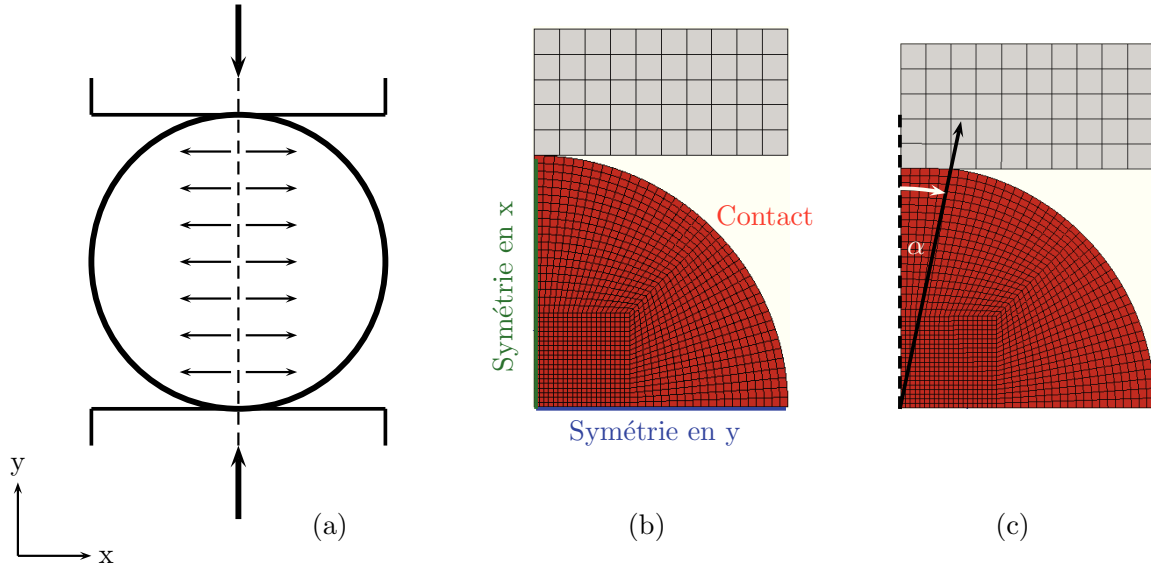 y
x
(a)
Symétrie en x
Contact
Symétrie en y
(b)
α
(c)